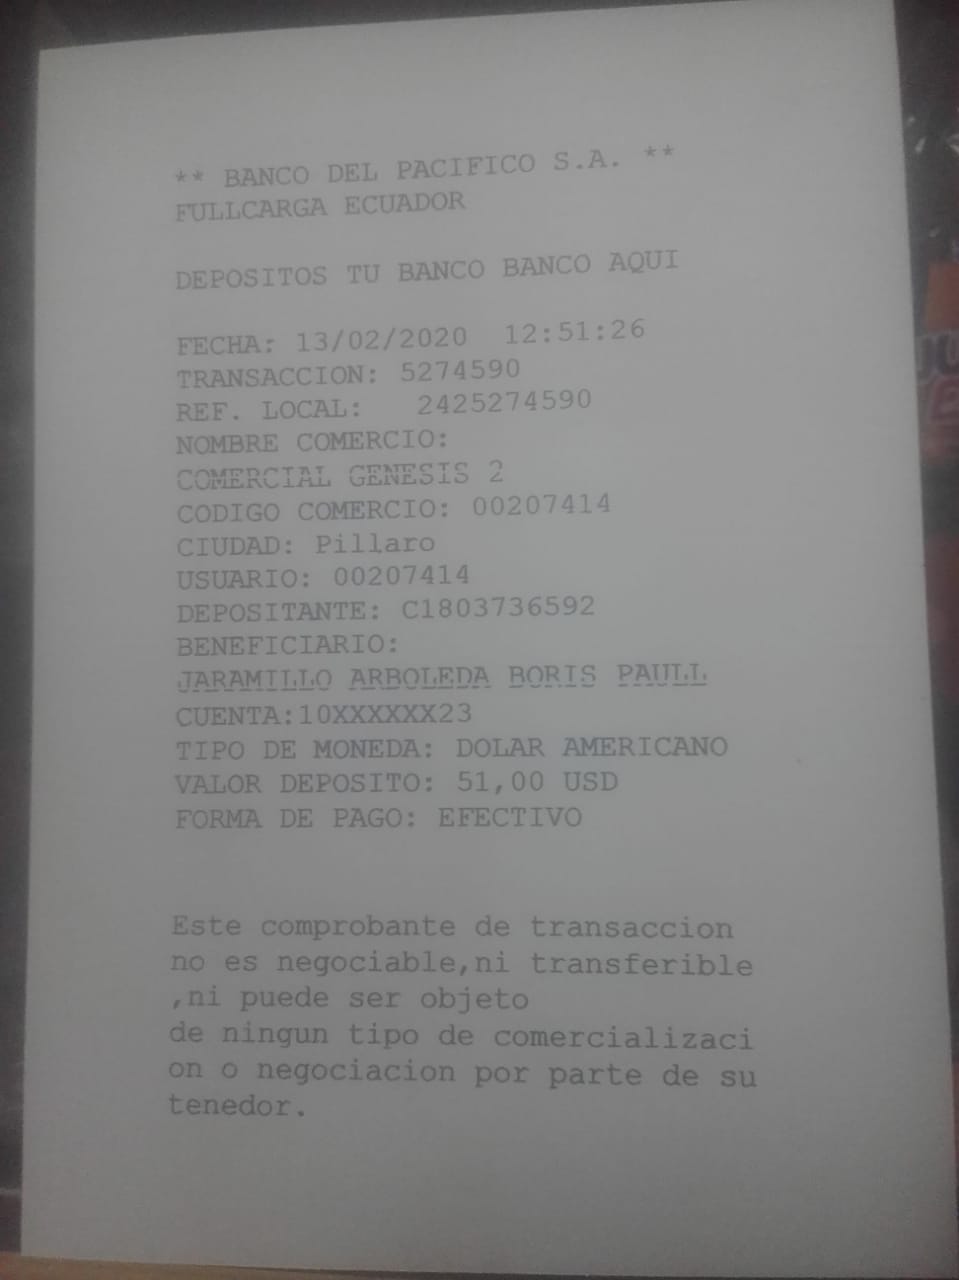 ** BANCO DEL PACIFICO S.A. **
FULLCARGA ECUADOR
DEPOSITOS TU BANCO BANCO AQUI
FECHA: 13/02/2020 12:51:26
TRANSACCION: 5274590
REF. LOCAL: 2425274590
NOMBRE COMERCIO:
COMERCIAL GENESIS 2
CODIGO COMERCIO: 00207414
CIUDAD: Pillaro
USUARIO: 00207414
DEPOSITANTE: C1803736592
BENEFICIARIO:
JARAMILLO ARBOLEDA BORIS PAULL
CUENTA:10XXXXXX23
TIPO DE MONEDA: DOLAR AMERICANO
VALOR DEPOSITO: 51,00 USD
FORMA DE PAGO: EFECTIVO
Este comprobante de transaccion
no es negociable,ni transferible
,ni puede ser objeto
de ningun tipo de comercializaci
on o negociacion por parte de su
tenedor.